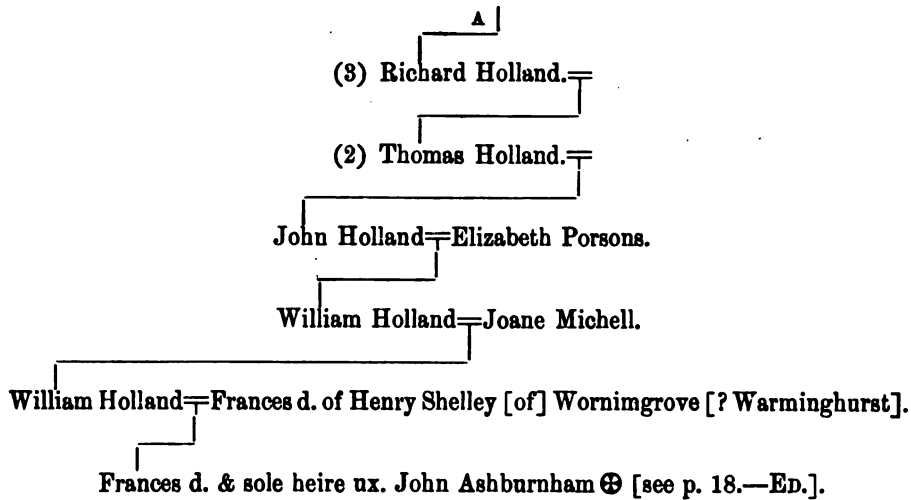 A
(3) Richard Holland.=
(2) Thomas Holland.=
John Holland=Elizabeth Porsons.
William Holland=Joane Michell.
William Holland=Frances d. of Henry Shelley [of] Wornimgrove [? Warminghurst].
Frances d. & sole heire ux. John Ashburnham ⊕ [see p. 18.—ED.].